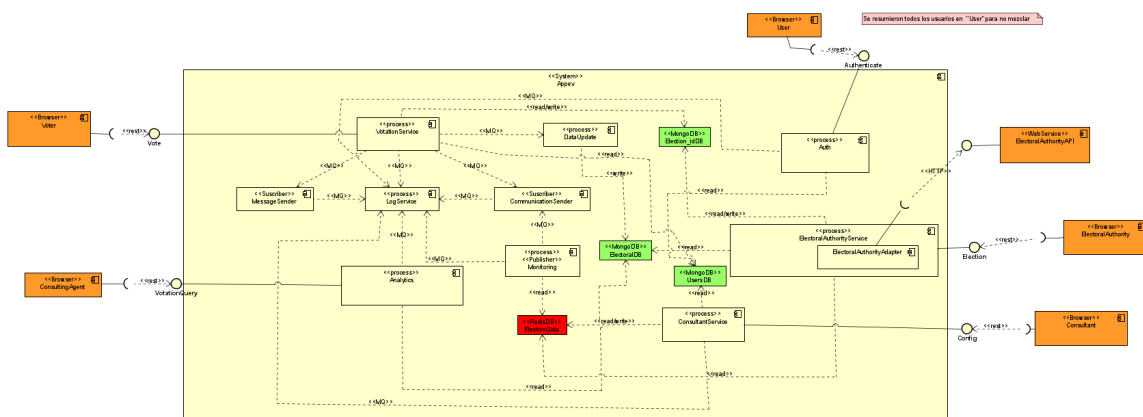 Se resumieron todos los usuarios en "User" para no mezclar
<<Browser>>
User
<<rest>>
Authenticate
<<System>>
Appev
<<MQ>>
<<read/write>>
<<Browser>>
Voter
<<rest>>
Vote
<<process>>
VotationService
<<MQ>>
<<process>>
DataUpdate
<<MongoDB>>
Election_idDB
<<process>>
Auth
<<WebService>>
ElectoralAuthorityAPI
<<HTTP>>
<<MQ>>
<<MQ>>
<<MQ>>
<<write>>
<<read>>
<<Suscriber>>
MessageSender
<<MQ>>
<<process>>
LogService
<<MQ>>
<<Suscriber>>
CommunicationSender
<<read/write>>
<<MQ>>
<<MQ>>
<<process>>
ElectoralAuthorityService
ElectoralAuthorityAdapter
<<Browser>>
ElectoralAuthority
<<rest>>
Election
<<MongoDB>>
ElectoralDB
<<read>>
<<process>>
<<Publisher>>
Monitoring
<<MQ>>
<<MongoDB>>
UsersDB
<<Browser>>
ConsultingAgent
<<rest>>
VotationQuery
<<process>>
Analytics
<<read>>
<<read>>
<<RedisDB>>
ElectionData
<<read/write>>
<<process>>
ConsultantService
<<Browser>>
Consultant
<<rest>>
Config
<<read>>
<<read>>
<<MQ>>